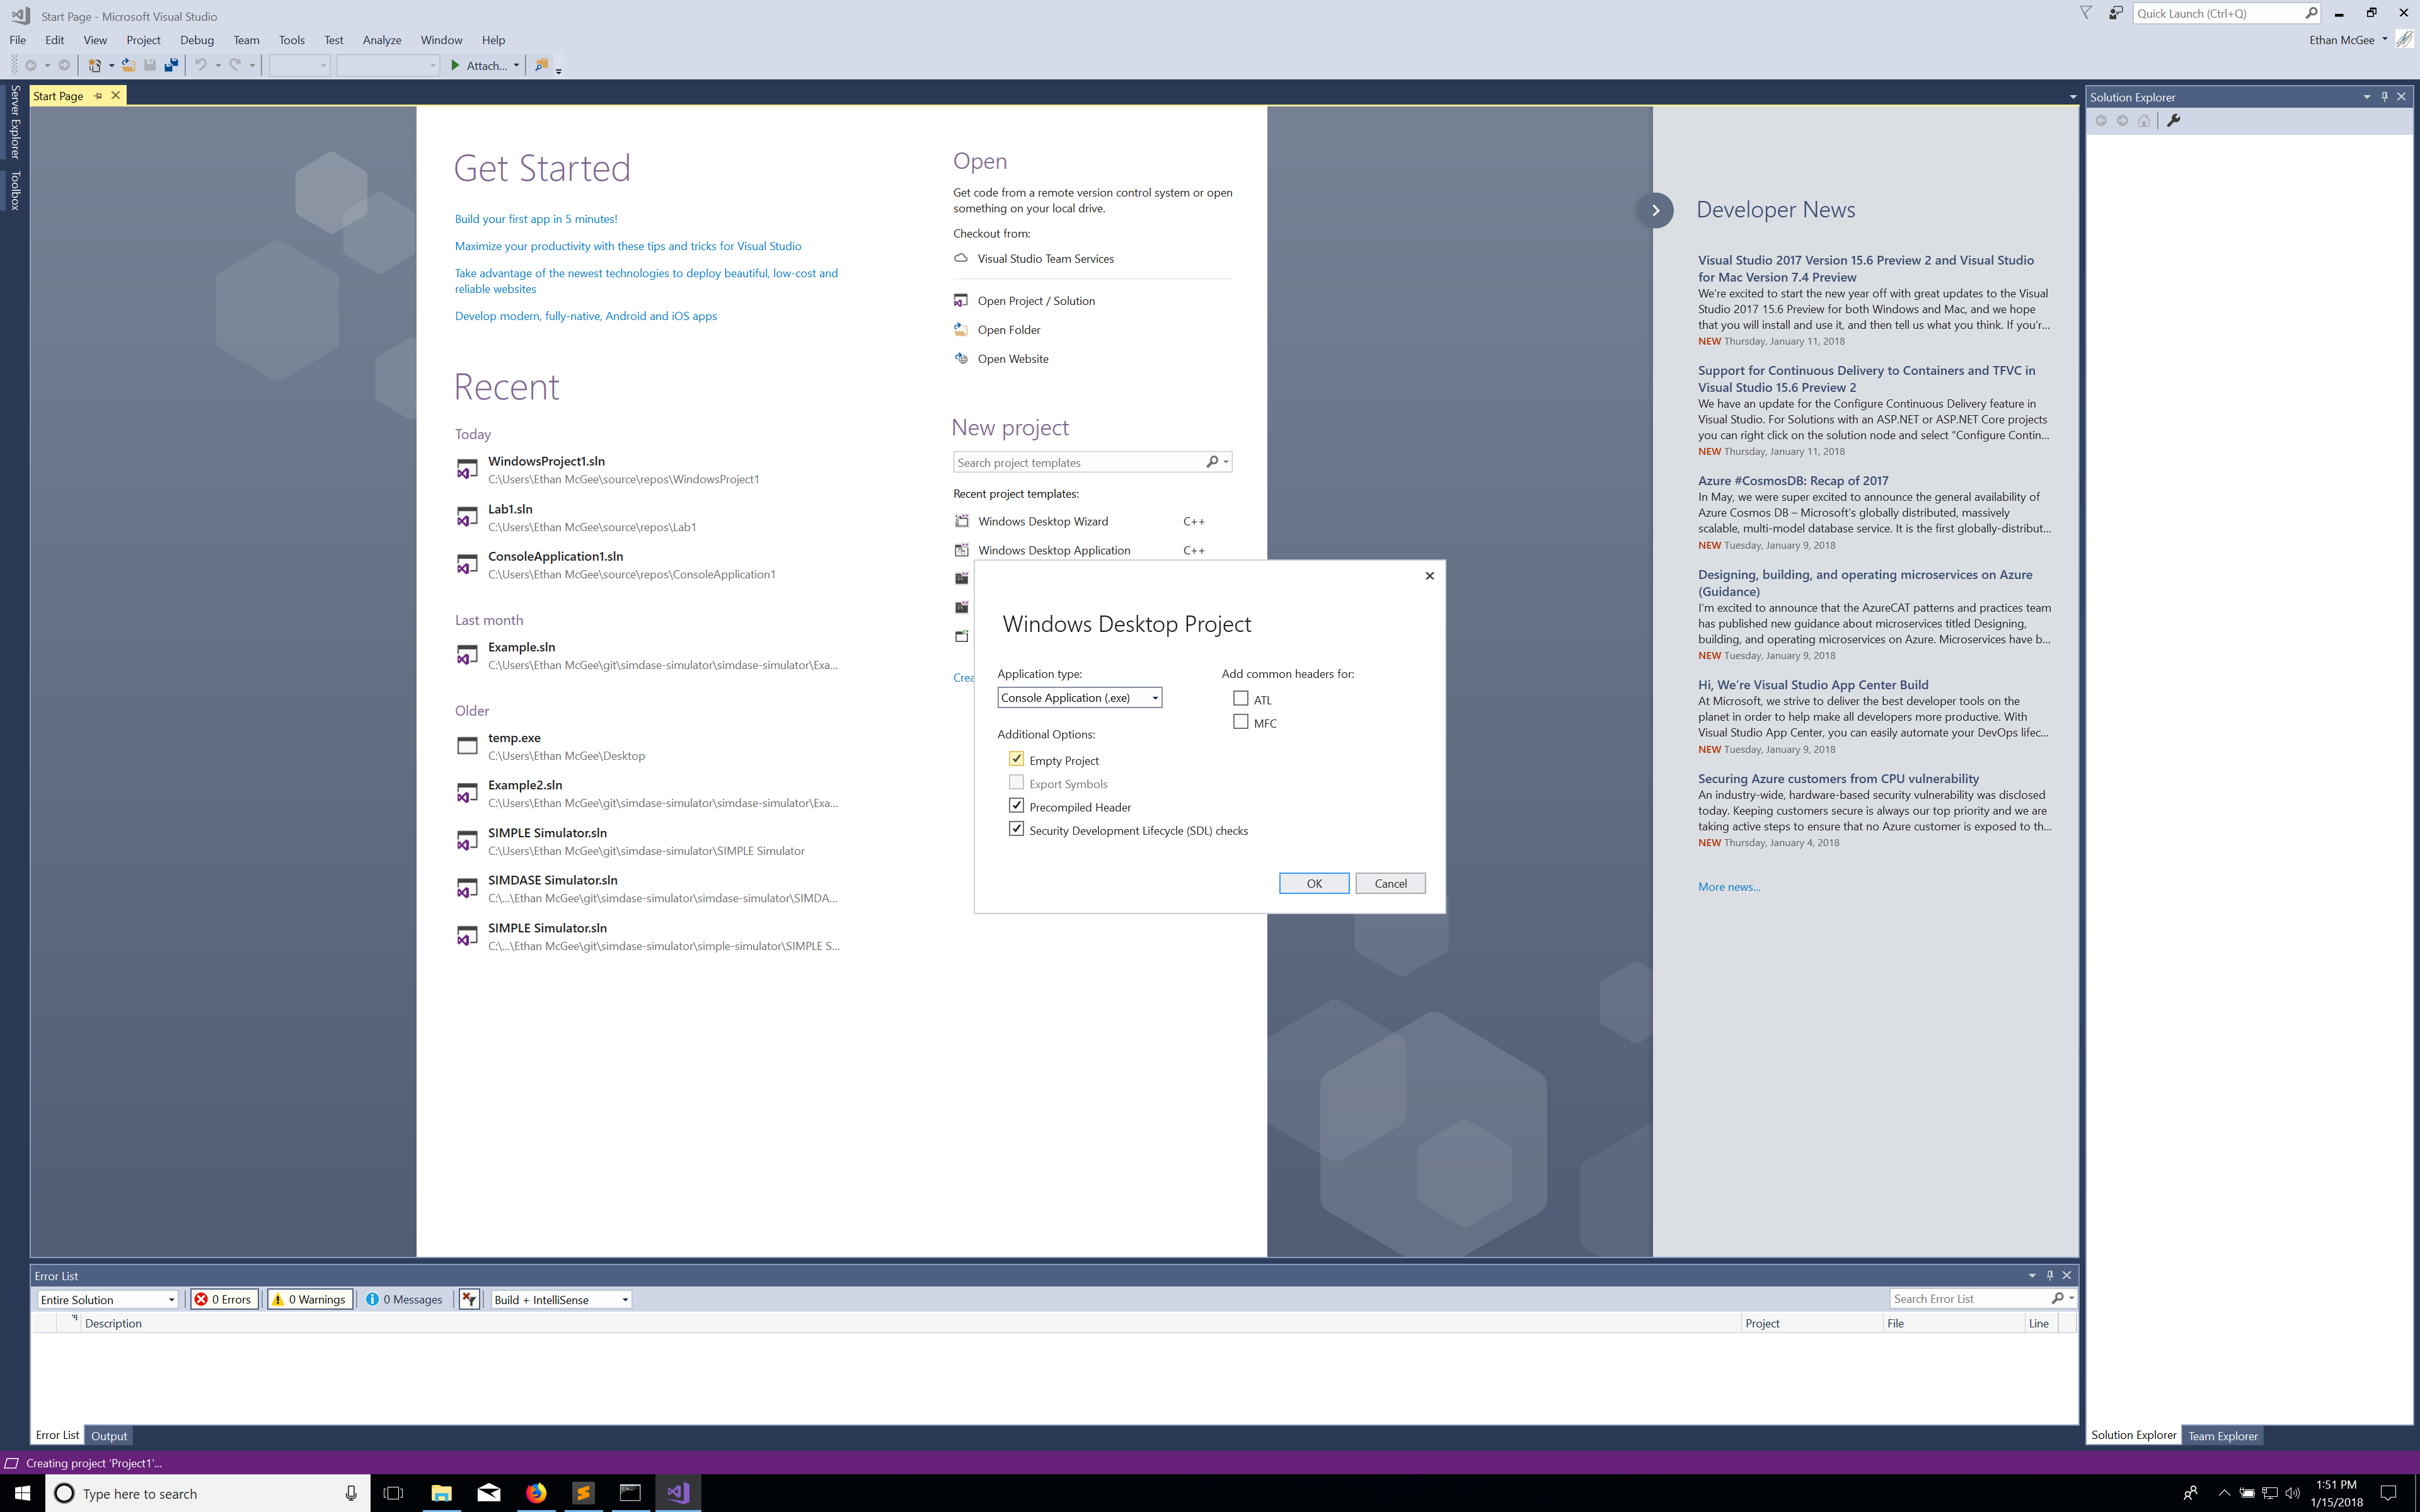 Start Page - Microsoft Visual Studio
Quick Launch (Ctrl+Q)
File Edit View Project Debug Team Tools Test Analyze Window Help
Ethan McGee
Attach...
Server Explorer
Toolbox
Start Page
Get Started
Build your first app in 5 minutes!
Maximize your productivity with these tips and tricks for Visual Studio
Take advantage of the newest technologies to deploy beautiful, low-cost and
reliable websites
Develop modern, fully-native, Android and iOS apps
Recent
Today
WindowsProject1.sln
C:\Users\Ethan McGee\source\repos\WindowsProject1
Lab1.sln
C:\Users\Ethan McGee\source\repos\Lab1
ConsoleApplication1.sln
C:\Users\Ethan McGee\source\repos\ConsoleApplication1
Last month
Example.sln
C:\Users\Ethan McGee\git\simdase-simulator\simdase-simulator\Exa...
Older
temp.exe
C:\Users\Ethan McGee\Desktop
Example2.sln
C:\Users\Ethan McGee\git\simdase-simulator\simdase-simulator\Exa...
SIMPLE Simulator.sln
C:\Users\Ethan McGee\git\simdase-simulator\SIMPLE Simulator
SIMDASE Simulator.sln
C:\...\Ethan McGee\git\simdase-simulator\simdase-simulator\SIMDA...
SIMPLE Simulator.sln
C:\...\Ethan McGee\git\simdase-simulator\simple-simulator\SIMPLE S...
Open
Get code from a remote version control system or open
something on your local drive.
Checkout from:
Visual Studio Team Services
Open Project / Solution
Open Folder
Open Website
New project
Search project templates
Recent project templates:
Windows Desktop Wizard C++
Windows Desktop Application C++
Crea
Windows Desktop Project
Application type:
Console Application (.exe)
Additional Options:
Empty Project
Export Symbols
Precompiled Header
Security Development Lifecycle (SDL) checks
Add common headers for:
ATL
MFC
OK Cancel
Developer News
Visual Studio 2017 Version 15.6 Preview 2 and Visual Studio
for Mac Version 7.4 Preview
We're excited to start the new year off with great updates to the Visual
Studio 2017 15.6 Preview for both Windows and Mac, and we hope
that you will install and use it, and then tell us what you think. If you'r...
NEW Thursday, January 11, 2018
Support for Continuous Delivery to Containers and TFVC in
Visual Studio 15.6 Preview 2
We have an update for the Configure Continuous Delivery feature in
Visual Studio. For Solutions with an ASP.NET or ASP.NET Core projects
you can right click on the solution node and select "Configure Contin...
NEW Thursday, January 11, 2018
Azure #CosmosDB: Recap of 2017
In May, we were super excited to announce the general availability of
Azure Cosmos DB – Microsoft's globally distributed, massively
scalable, multi-model database service. It is the first globally-distribut...
NEW Tuesday, January 9, 2018
Designing, building, and operating microservices on Azure
(Guidance)
I'm excited to announce that the AzureCAT patterns and practices team
has published new guidance about microservices titled Designing,
building, and operating microservices on Azure. Microservices have b...
NEW Tuesday, January 9, 2018
Hi, We're Visual Studio App Center Build
At Microsoft, we strive to deliver the best developer tools on the
planet in order to help make all developers more productive. With
Visual Studio App Center, you can easily automate your DevOps lifec...
NEW Tuesday, January 9, 2018
Securing Azure customers from CPU vulnerability
An industry-wide, hardware-based security vulnerability was disclosed
today. Keeping customers secure is always our top priority and we are
taking active steps to ensure that no Azure customer is exposed to th...
NEW Thursday, January 4, 2018
More news...
Solution Explorer
Error List
Entire Solution 0 Errors 0 Warnings 0 Messages Build + IntelliSense Search Error List
Description Project File Line
Error List Output
Solution Explorer Team Explorer
Creating project 'Project1'...
Type here to search
1:51 PM
1/15/2018